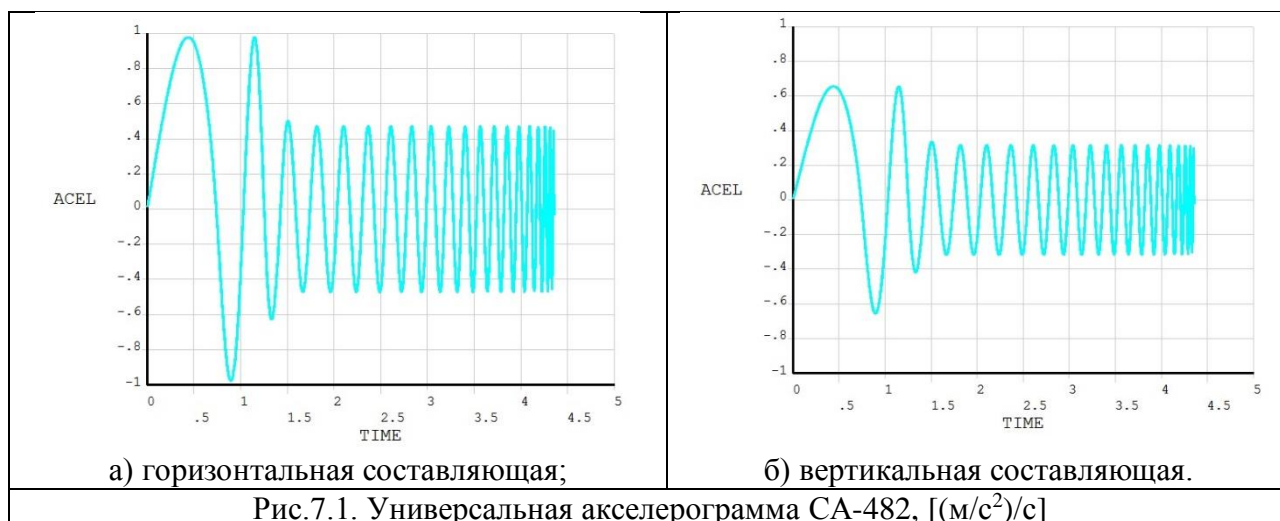 1
.8
.6
.4
.2
0
-.2
-.4
-.6
-.8
-1
ACEL
0 1 2 3 4 5
.5 1.5 2.5 3.5 4.5
TIME
а) горизонтальная составляющая;
1
.8
.6
.4
.2
0
-.2
-.4
-.6
-.8
-1
ACEL
0 1 2 3 4 5
.5 1.5 2.5 3.5 4.5
TIME
б) вертикальная составляющая.
Рис.7.1. Универсальная акселерограмма СА-482, [(м/с²)/с]